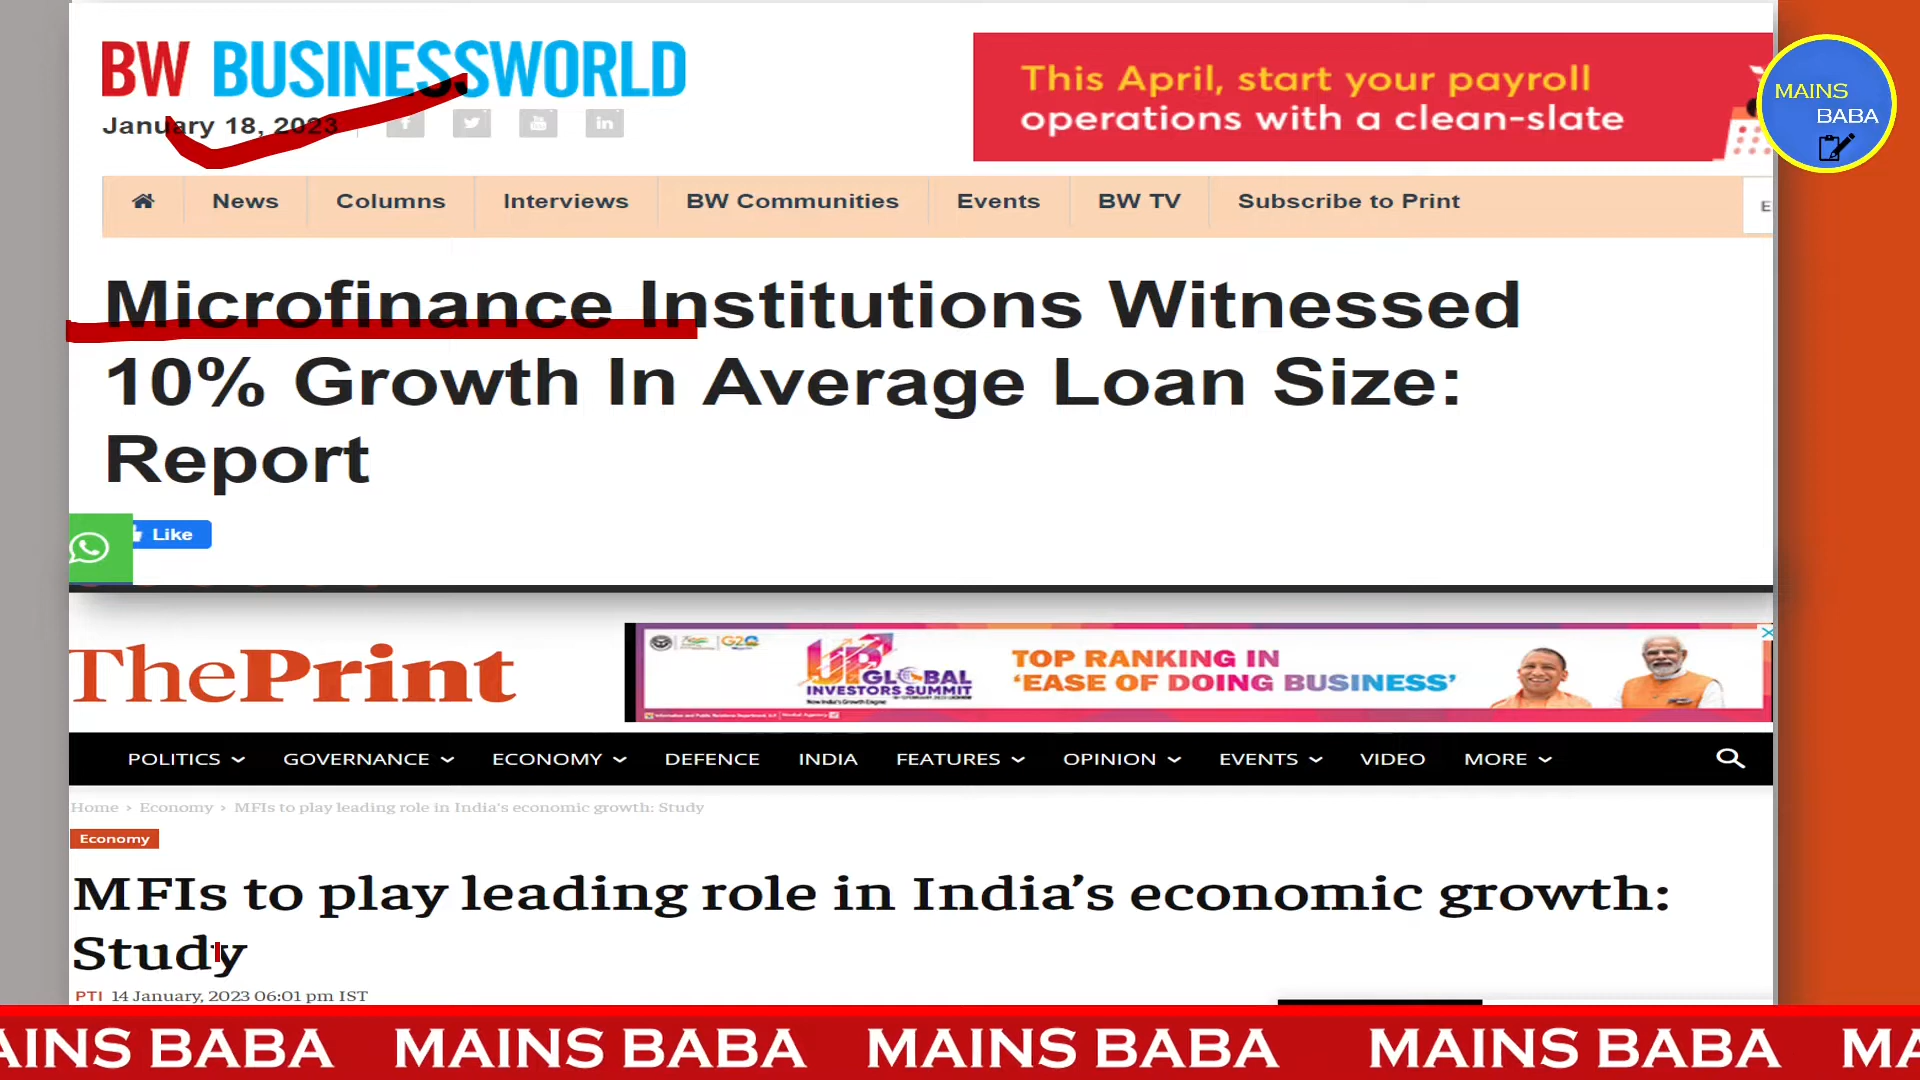 BW BUSINESSWORLD
January 18, 2023
This April, start your payroll
operations with a clean-slate
MAINS
BABA
News Columns Interviews BW Communities Events BW TV Subscribe to Print
Microfinance Institutions Witnessed
10% Growth In Average Loan Size:
Report
Like
ThePrint
G20
UP GLOBAL
INVESTORS SUMMIT
TOP RANKING IN
'EASE OF DOING BUSINESS'
POLITICS GOVERNANCE ECONOMY DEFENCE INDIA FEATURES OPINION EVENTS VIDEO MORE
Home › Economy › MFIs to play leading role in India's economic growth: Study
Economy
MFIs to play leading role in India’s economic growth:
Study
PTI 14 January, 2023 06:01 pm IST
AINS BABA MAINS BABA MAINS BABA MAINS BABA MA